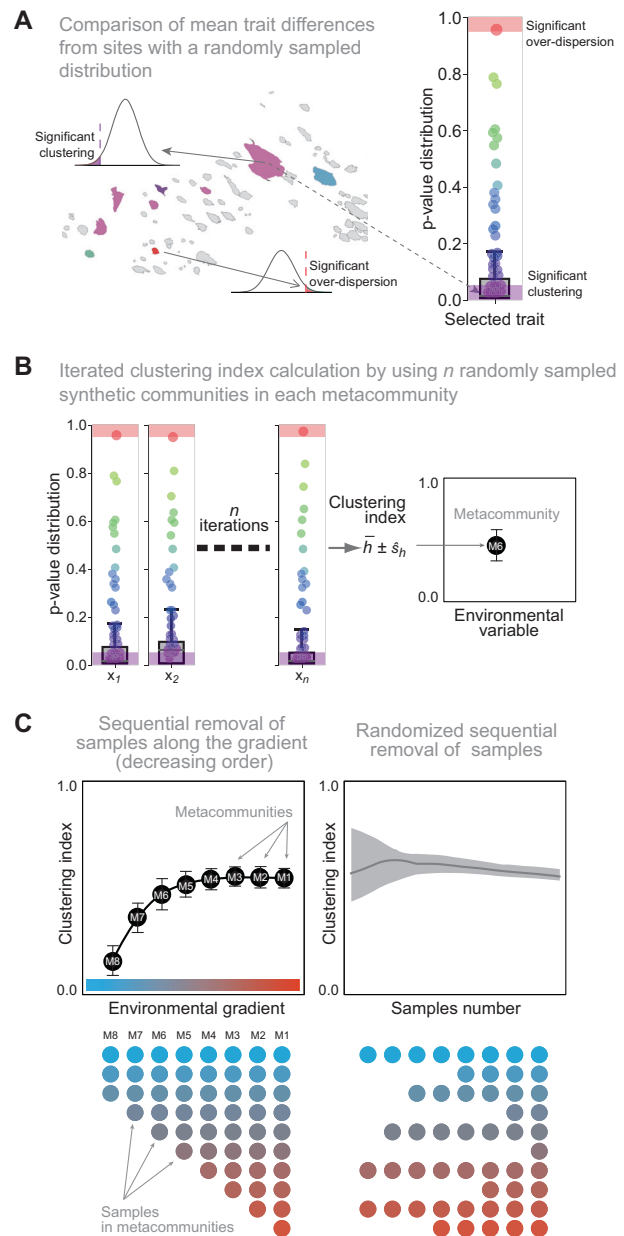 A
Comparison of mean trait differences
from sites with a randomly sampled
distribution
Significant
clustering
Significant
over-dispersion
1.0
0.8
0.6
0.4
0.2
0.0
p-value distribution
Significant
over-dispersion
Significant
clustering
Selected trait
B
Iterated clustering index calculation by using n randomly sampled
synthetic communities in each metacommunity
1.0
0.8
0.6
0.4
0.2
0.0
p-value distribution
x1
x2
n
iterations
xn
Clustering
index
h̄ ± ŝh
1.0
0.0
Metacommunity
M6
Environmental
variable
C
Sequential removal of
samples along the gradient
(decreasing order)
1.0
0.0
Clustering index
Metacommunities
M8
M7
M6
M5
M4
M3
M2
M1
Environmental gradient
Randomized sequential
removal of samples
1.0
0.0
Clustering index
Samples number
M8 M7 M6 M5 M4 M3 M2 M1
Samples
in metacommunities